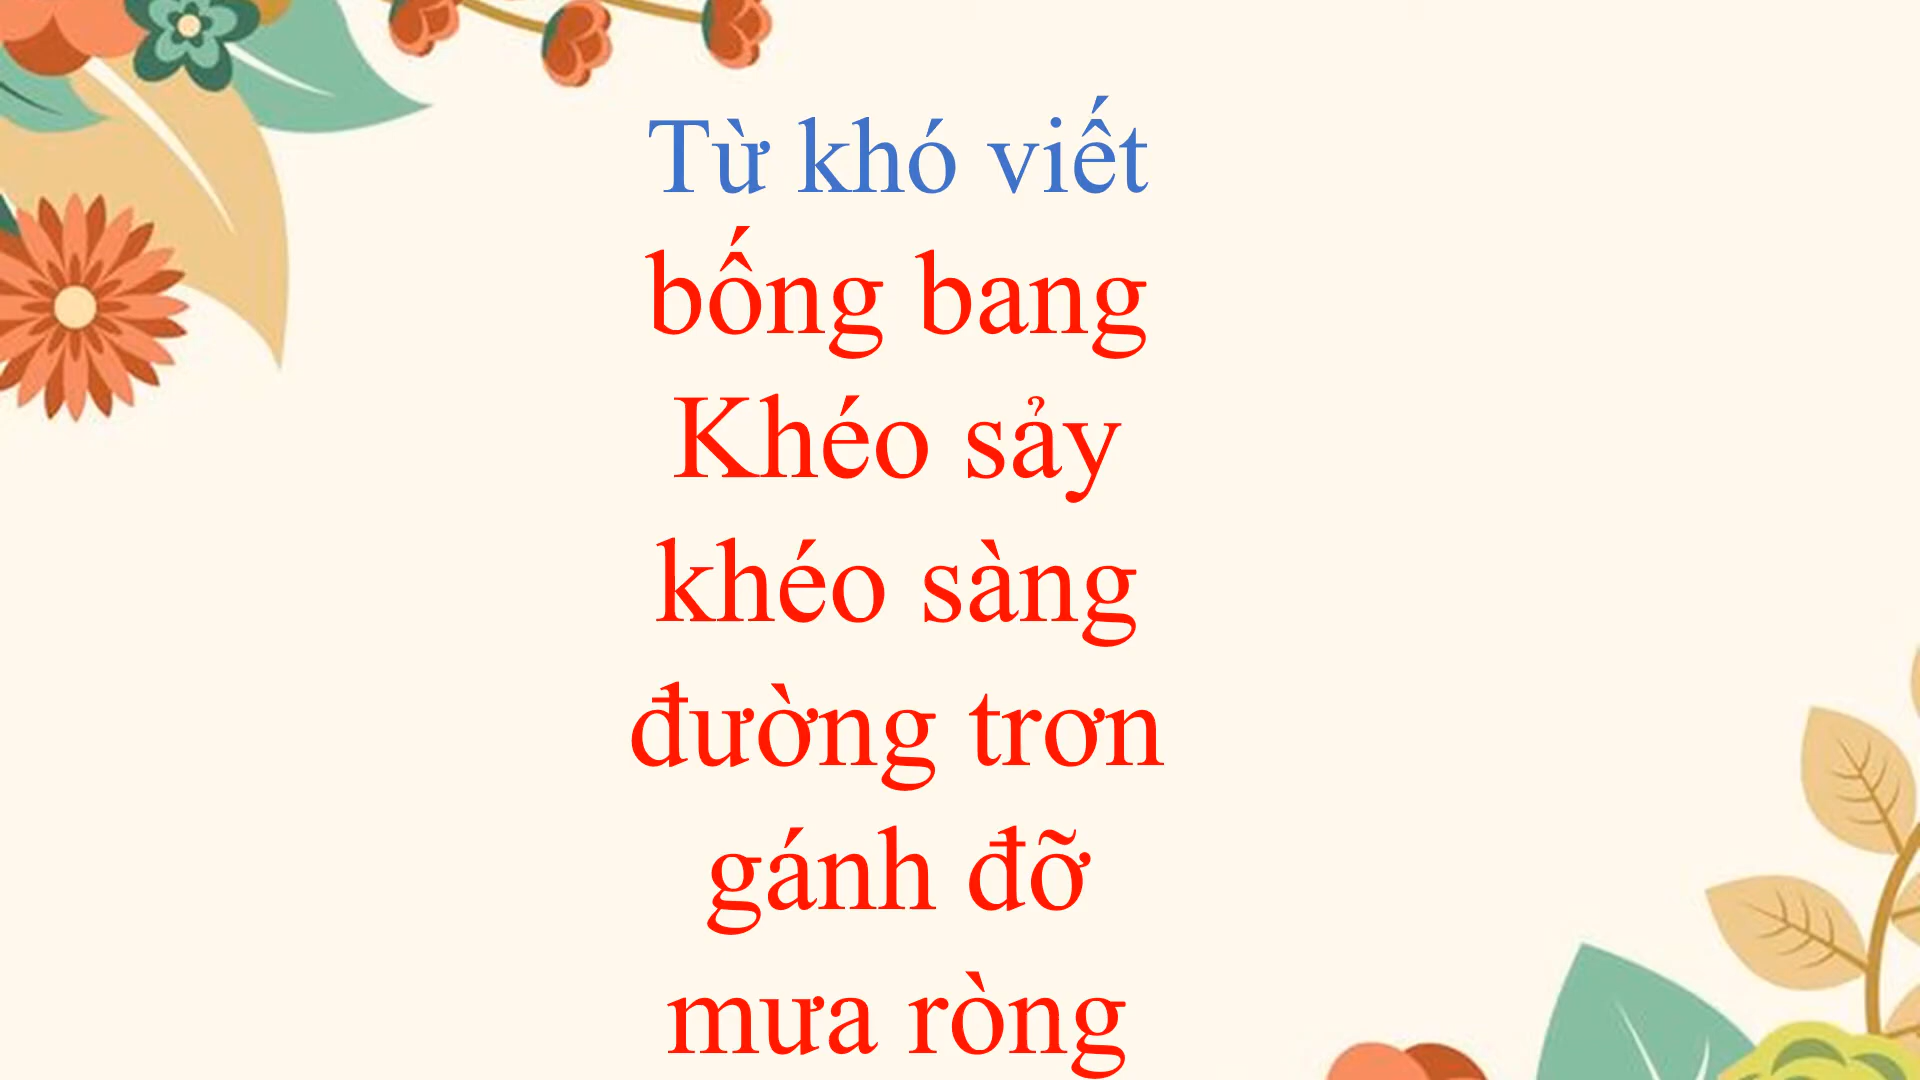 Từ khó viết
bống bang
Khéo sảy
khéo sàng
đường trơn
gánh đỡ
mưa ròng